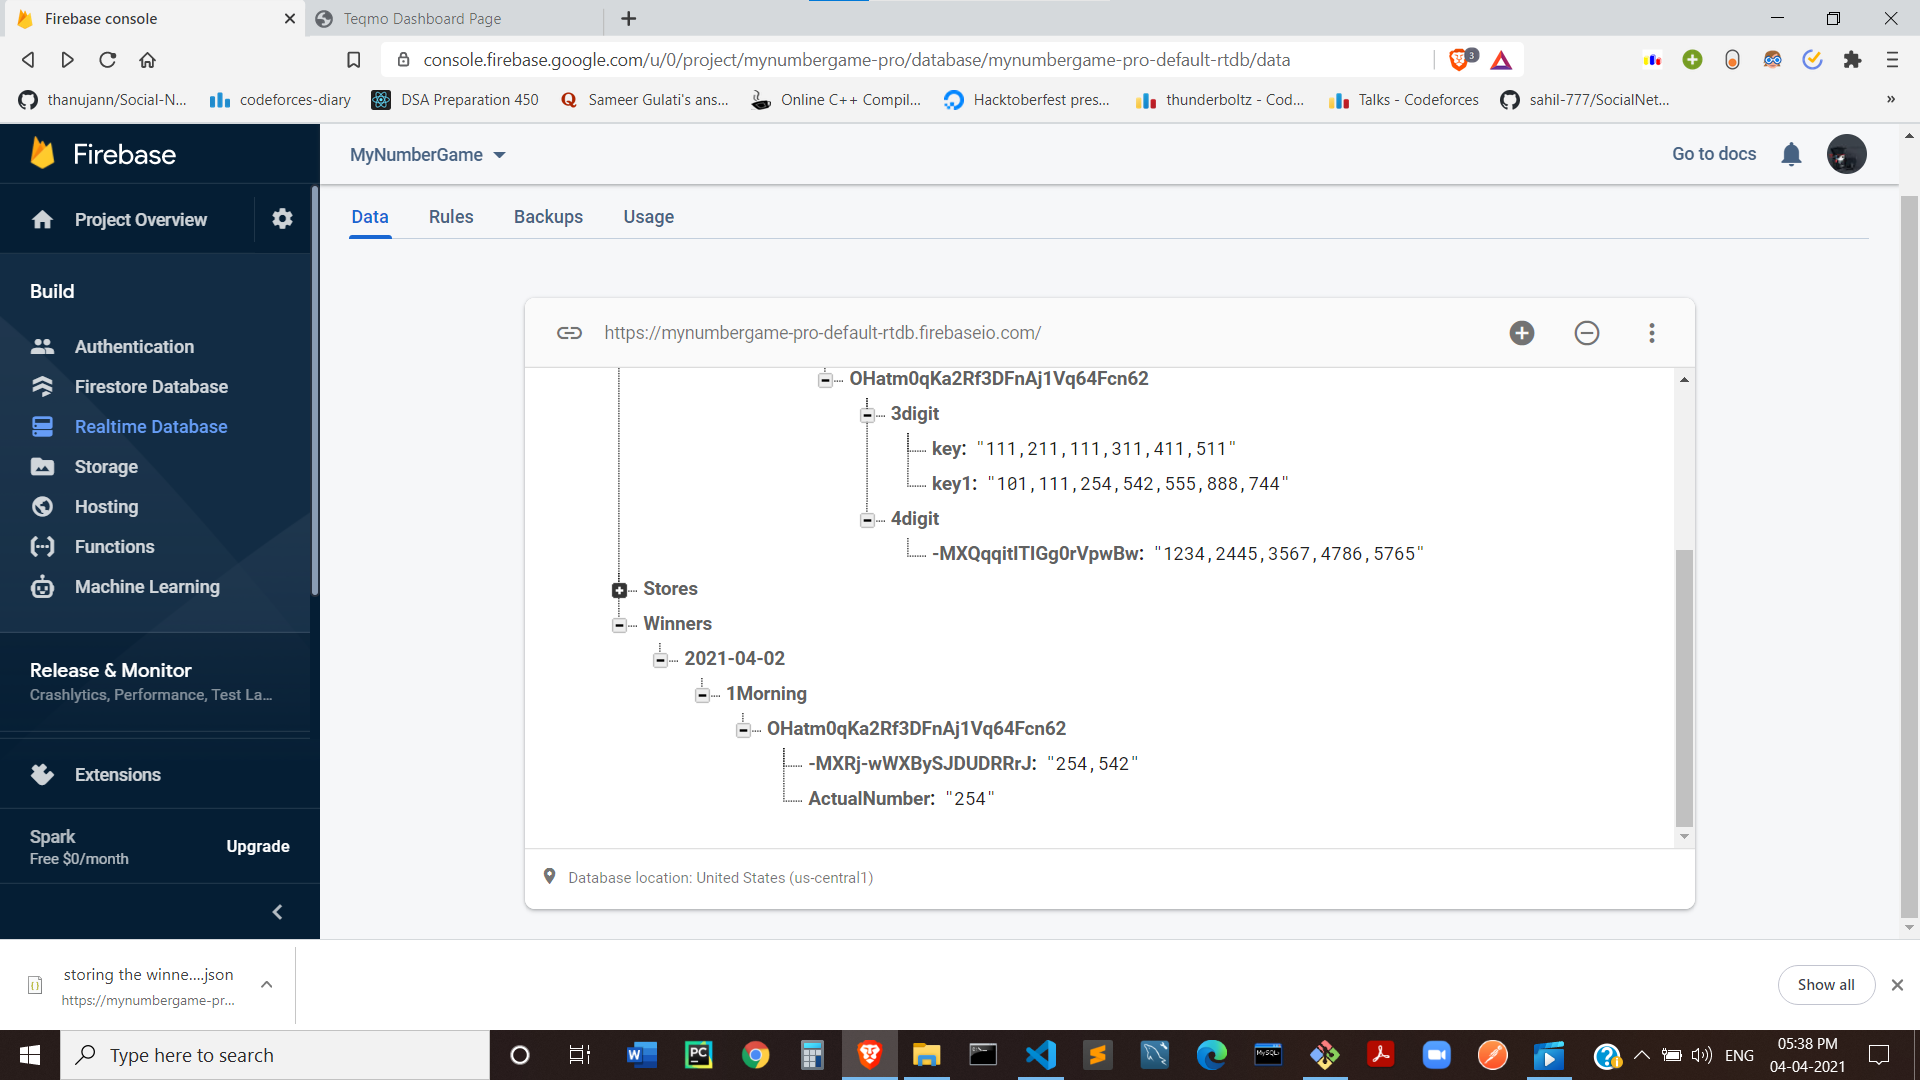 Firebase console
Teqmo Dashboard Page
console.firebase.google.com/u/0/project/mynumbergame-pro/database/mynumbergame-pro-default-rtdb/data
3
thanujann/Social-N...
codeforces-diary
DSA Preparation 450
Sameer Gulati's ans...
Online C++ Compil...
Hacktoberfest pres...
thunderboltz - Cod...
Talks - Codeforces
sahil-777/SocialNet...
»
Firebase
MyNumberGame
Go to docs
Project Overview
Data
Rules
Backups
Usage
Build
Authentication
Firestore Database
Realtime Database
Storage
Hosting
Functions
Machine Learning
Release & Monitor
Crashlytics, Performance, Test La...
Extensions
Spark
Free $0/month
Upgrade
https://mynumbergame-pro-default-rtdb.firebaseio.com/
OHatm0qKa2Rf3DFnAj1Vq64Fcn62
3digit
key: "111,211,111,311,411,511"
key1: "101,111,254,542,555,888,744"
4digit
-MXQqqitITlGg0rVpwBw: "1234,2445,3567,4786,5765"
Stores
Winners
2021-04-02
1Morning
OHatm0qKa2Rf3DFnAj1Vq64Fcn62
-MXRj-wWXBySJDUDRRrJ: "254,542"
ActualNumber: "254"
Database location: United States (us-central1)
storing the winne....json
https://mynumbergame-pr...
Show all
Type here to search
ENG
05:38 PM
04-04-2021